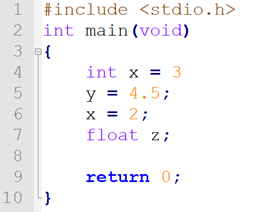 1 #include <stdio.h>
2 int main(void)
3 {
4 int x = 3
5 y = 4.5;
6 x = 2;
7 float z;
8
9 return 0;
10 }